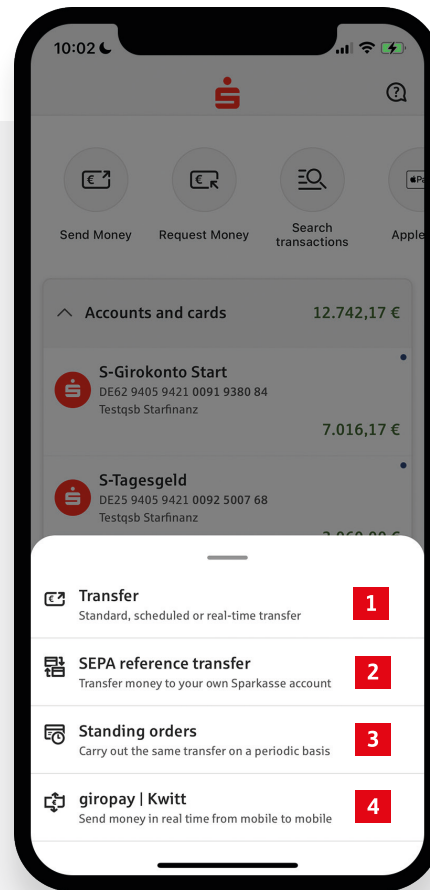 10:02
Send Money
Request Money
Search
transactions
Apple
Accounts and cards 12.742,17 €
S-Girokonto Start
DE62 9405 9421 0091 9380 84
Testqsb Starfinanz
7.016,17 €
S-Tagesgeld
DE25 9405 9421 0092 5007 68
Testqsb Starfinanz
Transfer
Standard, scheduled or real-time transfer
1
SEPA reference transfer
Transfer money to your own Sparkasse account
2
Standing orders
Carry out the same transfer on a periodic basis
3
giropay | Kwitt
Send money in real time from mobile to mobile
4